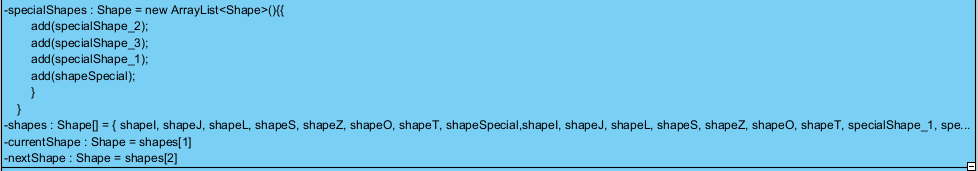 -specialShapes : Shape = new ArrayList<Shape>(){{
add(specialShape_2);
add(specialShape_3);
add(specialShape_1);
add(shapeSpecial);
}
}
-shapes : Shape[] = { shapeI, shapeJ, shapeL, shapeS, shapeZ, shapeO, shapeT, shapeSpecial,shapeI, shapeJ, shapeL, shapeS, shapeZ, shapeO, shapeT, specialShape_1, spe...
-currentShape : Shape = shapes[1]
-nextShape : Shape = shapes[2]